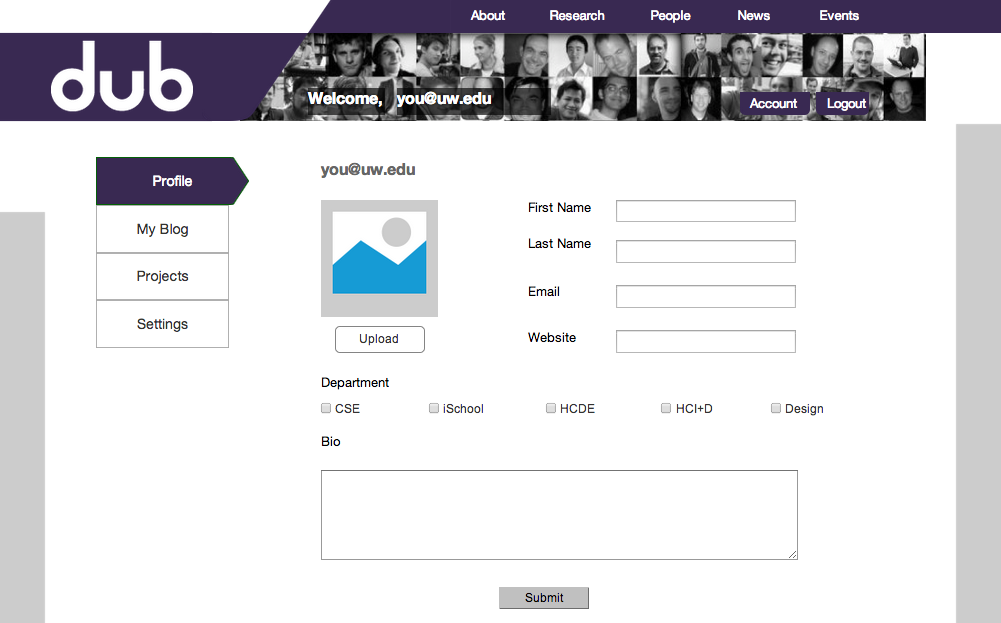 About Research People News Events
dub
Welcome, you@uw.edu
Account Logout
Profile
My Blog
Projects
Settings
you@uw.edu
Upload
First Name
Last Name
Email
Website
Department
CSE iSchool HCDE HCI+D Design
Bio
Submit